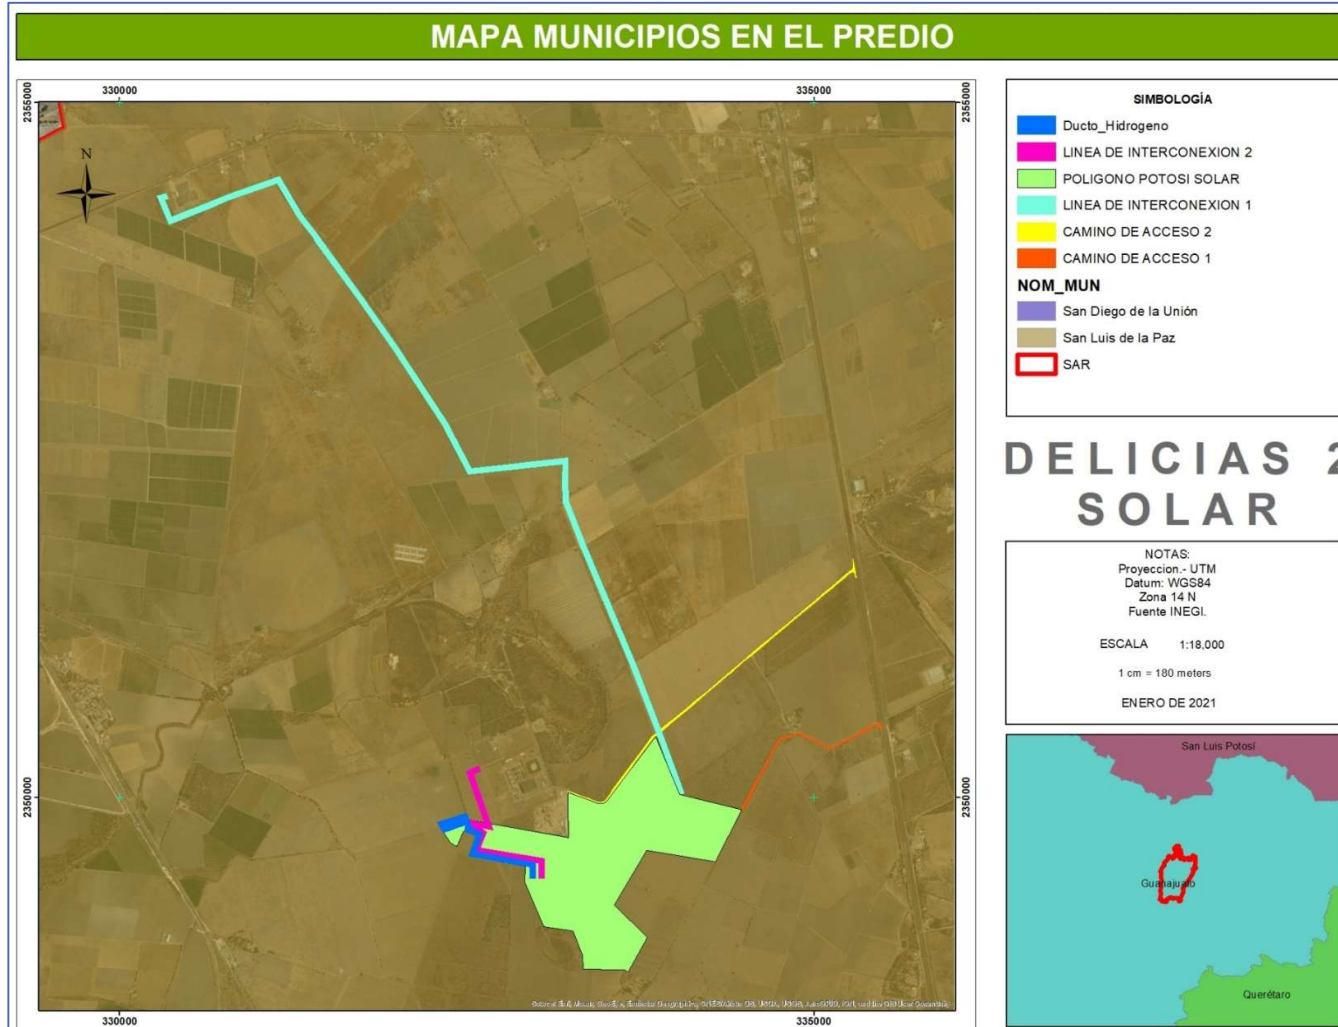 MAPA MUNICIPIOS EN EL PREDIO
330000
335000
2355000
2355000
N
2350000
2350000
330000
335000
SIMBOLOGÍA
Ducto_Hidrogeno
LINEA DE INTERCONEXION 2
POLIGONO POTOSI SOLAR
LINEA DE INTERCONEXION 1
CAMINO DE ACCESO 2
CAMINO DE ACCESO 1
NOM_MUN
San Diego de la Unión
San Luis de la Paz
SAR
DELICIAS 2
SOLAR
NOTAS:
Proyeccion.- UTM
Datum: WGS84
Zona 14 N
Fuente INEGI.
ESCALA 1:18,000
1 cm = 180 meters
ENERO DE 2021
San Luis Potosí
Guanajuato
Querétaro